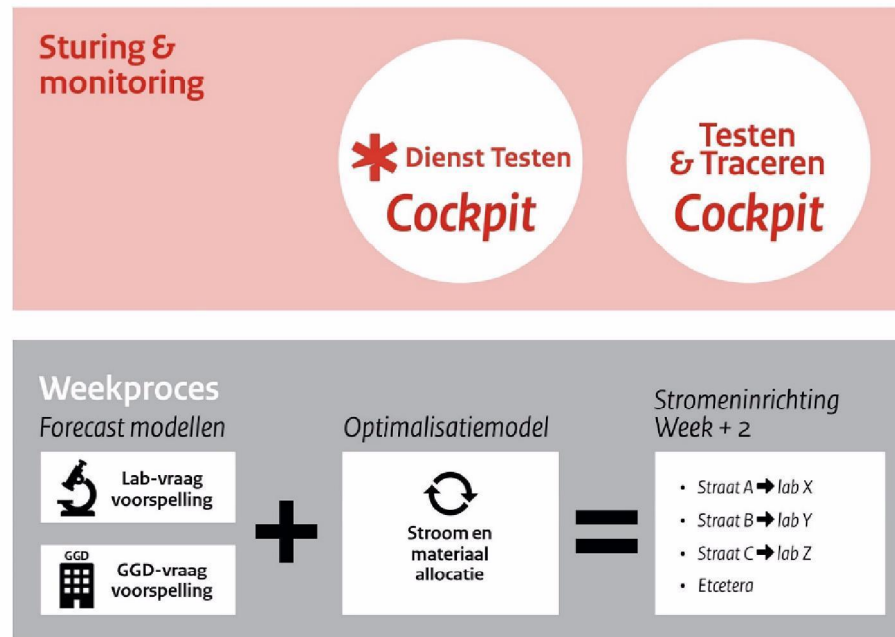 Sturing &
monitoring
Dienst Testen
Cockpit
Testen
& Traceren
Cockpit
Weekproces
Forecast modellen
Lab-vraag
voorspelling
GGD
GGD-vraag
voorspelling
+
Optimalisatiemodel
Stroom en
materiaal
allocatie
=
Stromeninrichting
Week + 2
• Straat A → lab X
• Straat B → lab Y
• Straat C → lab Z
• Etcetera